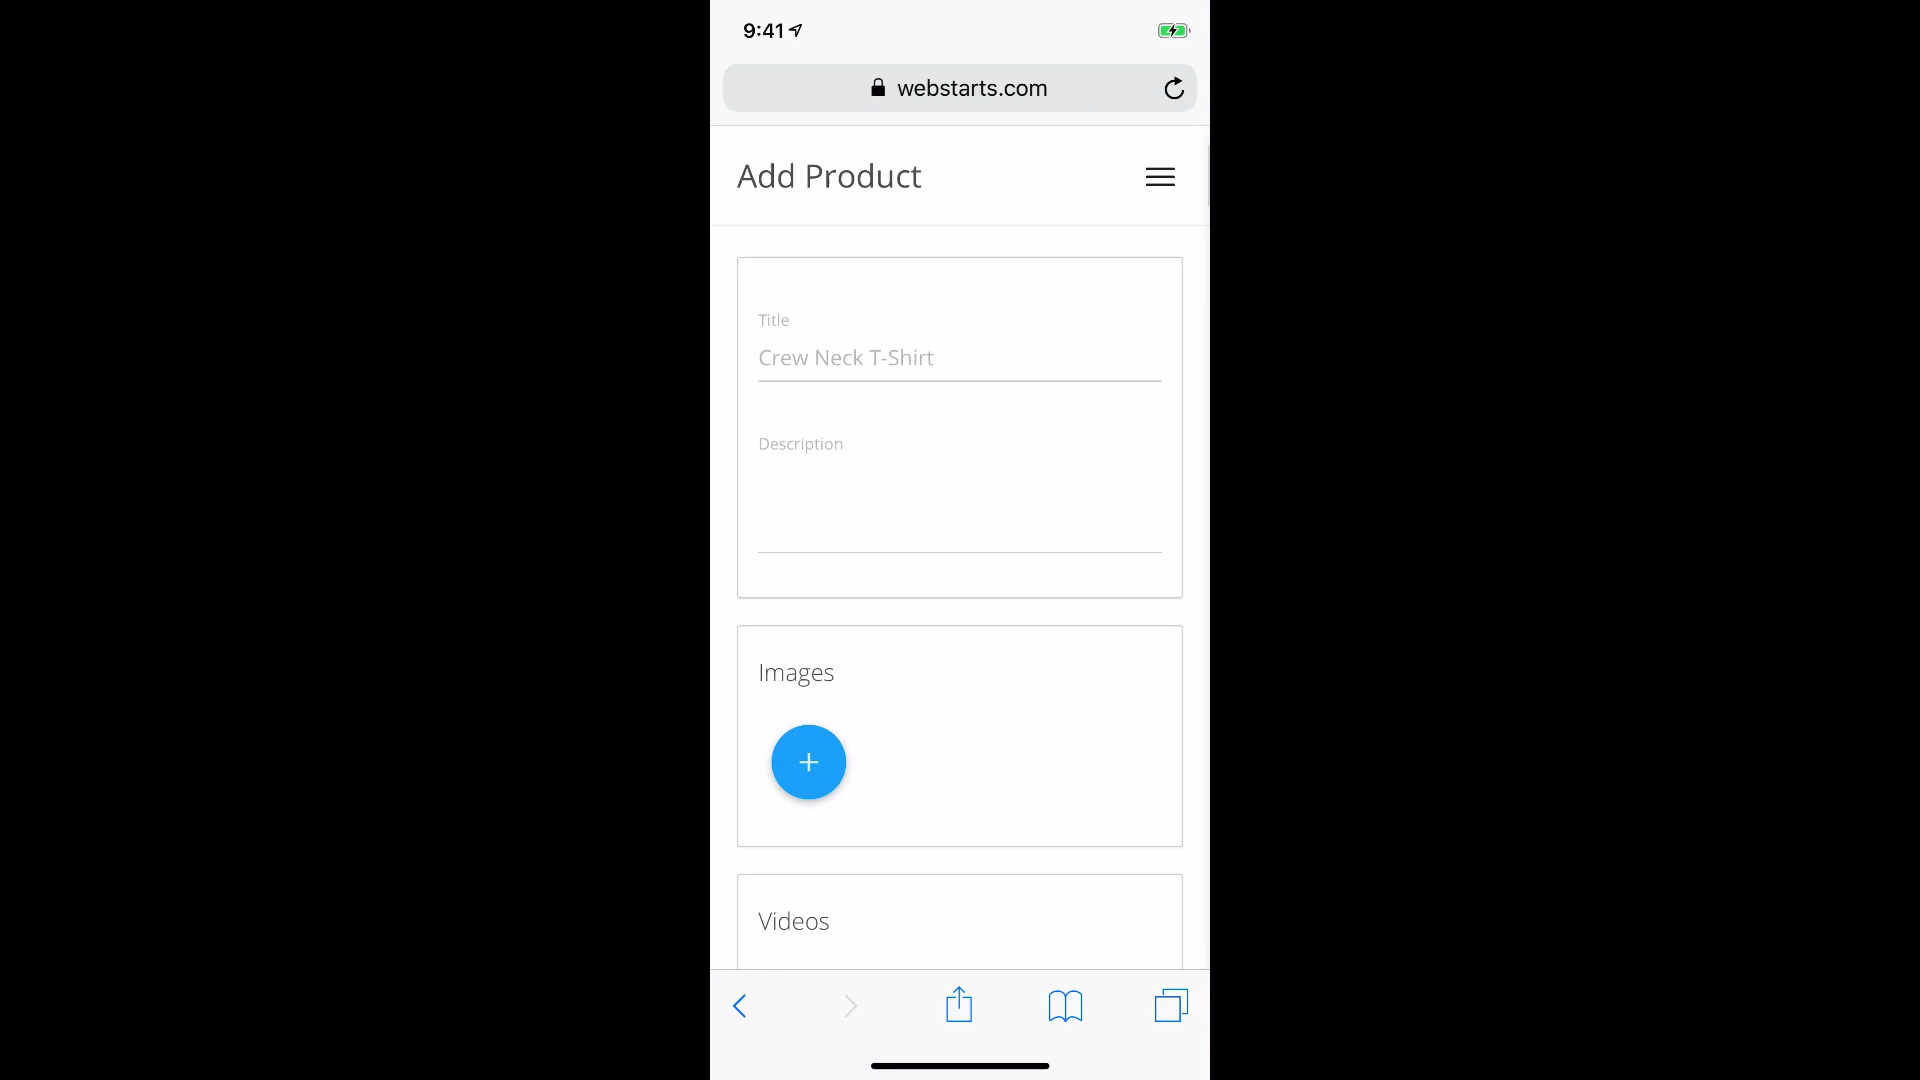 9:41
webstarts.com
Add Product
Title
Crew Neck T-Shirt
Description
Images
Videos